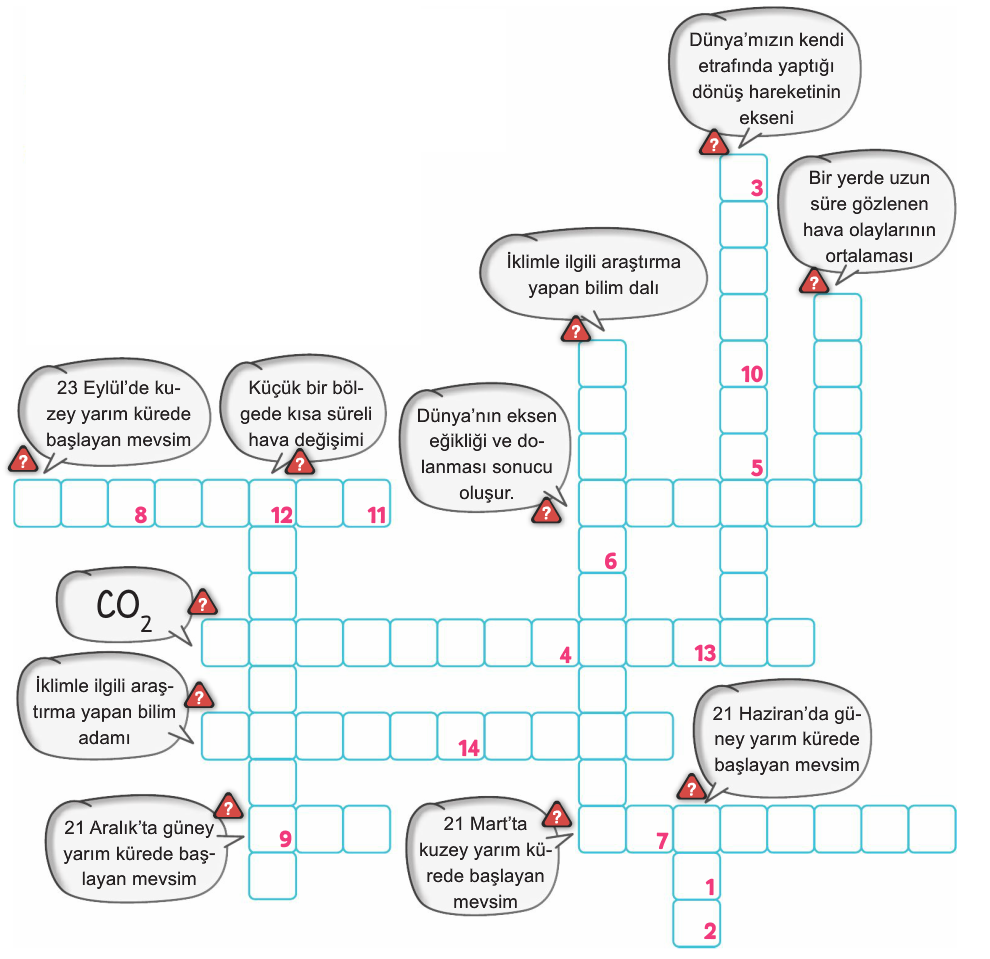 Dünya'mızın kendi
etrafında yaptığı
dönüş hareketinin
ekseni
?
3
Bir yerde uzun
süre gözlenen
hava olaylarının
ortalaması
?
İklimle ilgili araştırma
yapan bilim dalı
?
10
5
23 Eylül'de ku-
zey yarım kürede
başlayan mevsim
?
Küçük bir böl-
gede kısa süreli
hava değişimi
?
Dünya'nın eksen
eğikliği ve do-
lanması sonucu
oluşur.
?
8
12
11
6
CO2
?
4
13
İklimle ilgili araş-
tırma yapan bilim
adamı
?
14
21 Haziran'da gü-
ney yarım kürede
başlayan mevsim
?
21 Aralık'ta güney
yarım kürede baş-
layan mevsim
?
9
21 Mart'ta
kuzey yarım kü-
rede başlayan
mevsim
?
7
1
2